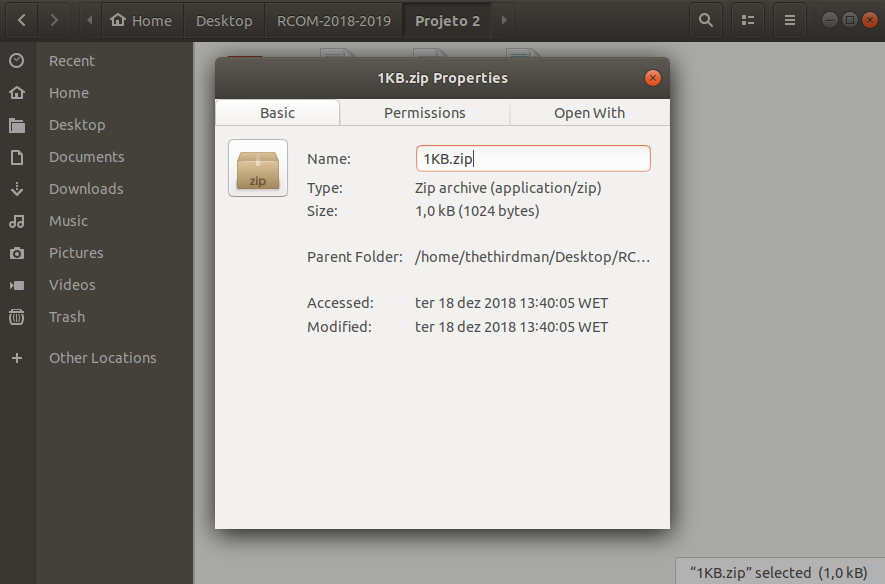 Home Desktop RCOM-2018-2019 Projeto 2
Recent
Home
Desktop
Documents
Downloads
Music
Pictures
Videos
Trash
Other Locations
1KB.zip Properties
Basic Permissions Open With
zip
Name: 1KB.zip
Type: Zip archive (application/zip)
Size: 1,0 kB (1024 bytes)
Parent Folder: /home/thethirdman/Desktop/RC…
Accessed: ter 18 dez 2018 13:40:05 WET
Modified: ter 18 dez 2018 13:40:05 WET
“1KB.zip” selected (1,0 kB)